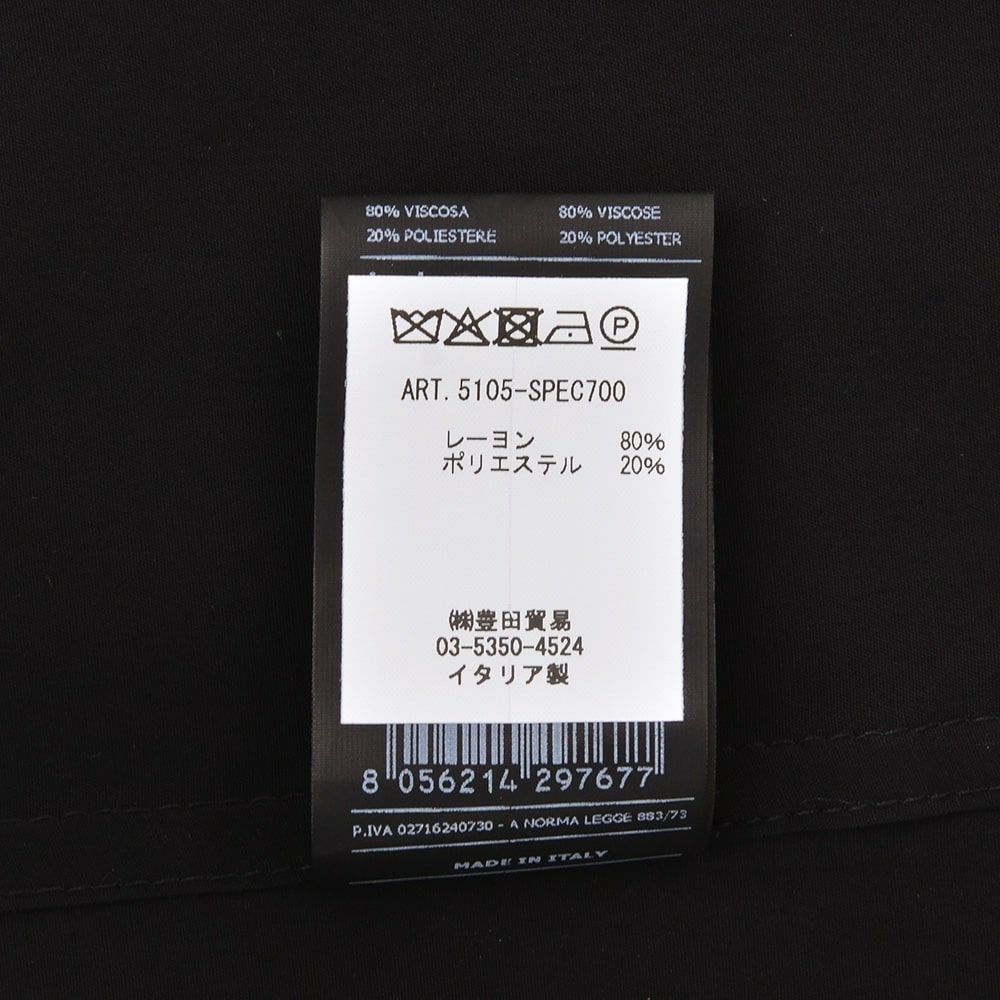 80% VISCOSA 80% VISCOSE
20% POLIESTERE 20% POLYESTER
P
ART. 5105-SPEC700
レーヨン 80%
ポリエステル 20%
㈱豊田貿易
03-5350-4524
イタリア製
8 056214 297677
P.IVA 02716240730 - A NORMA LEGGE 883/73
MADE IN ITALY